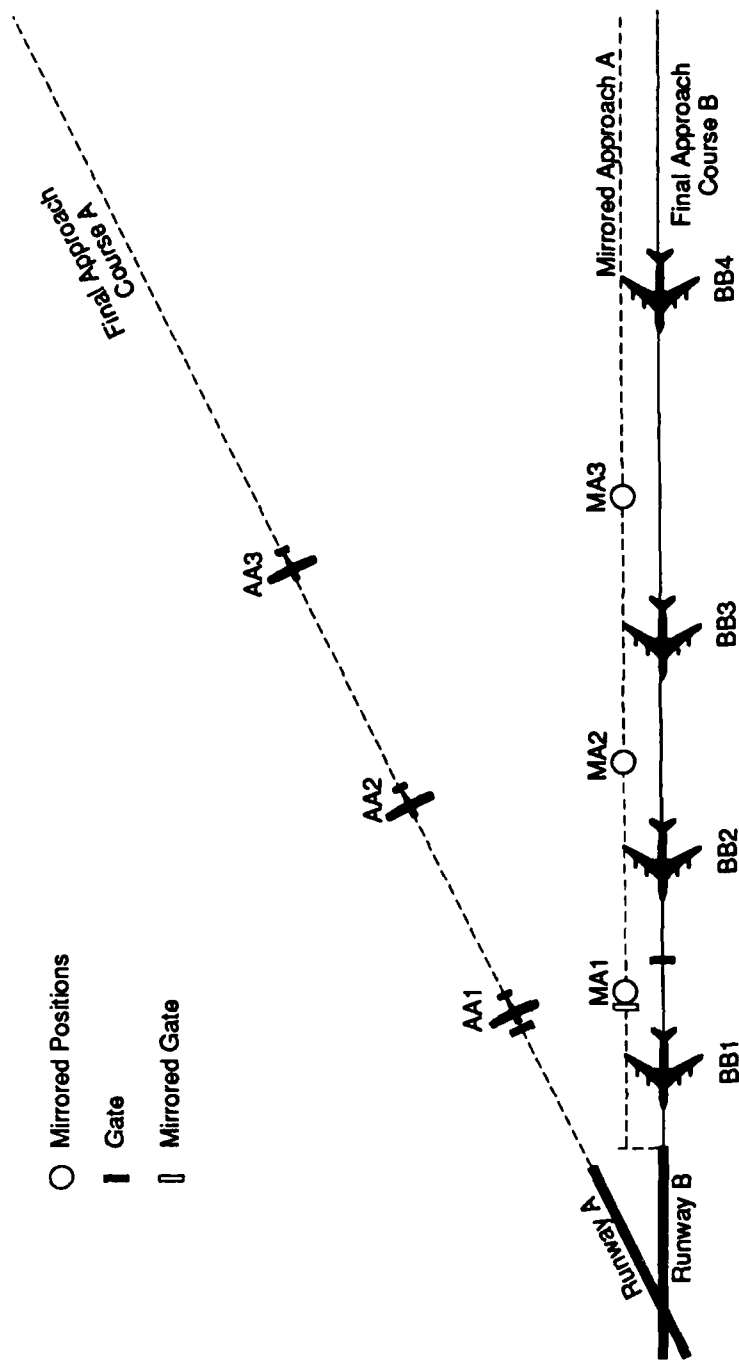 Mirrored Positions
Gate
Mirrored Gate
Final Approach
Course A
AA3
AA2
AA1
Runway A
Mirrored Approach A
MA3
MA2
MA1
Final Approach
Course B
BB4
BB3
BB2
BB1
Runway B